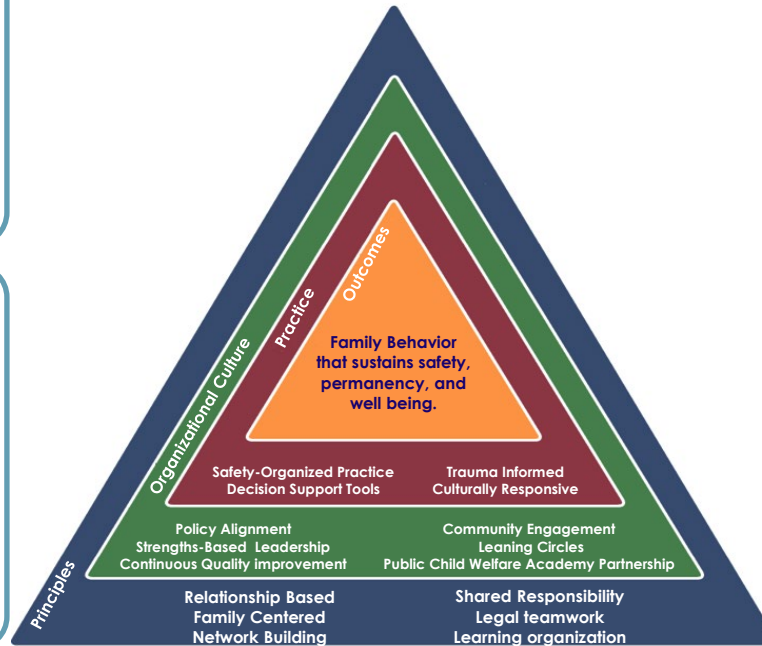 Outcomes
Practice
Organizational Culture
Principles
Family Behavior
that sustains safety,
permanency, and
well being.
Safety-Organized Practice
Decision Support Tools
Trauma Informed
Culturally Responsive
Policy Alignment
Strengths-Based Leadership
Continuous Quality improvement
Community Engagement
Leaning Circles
Public Child Welfare Academy Partnership
Relationship Based
Family Centered
Network Building
Shared Responsibility
Legal teamwork
Learning organization